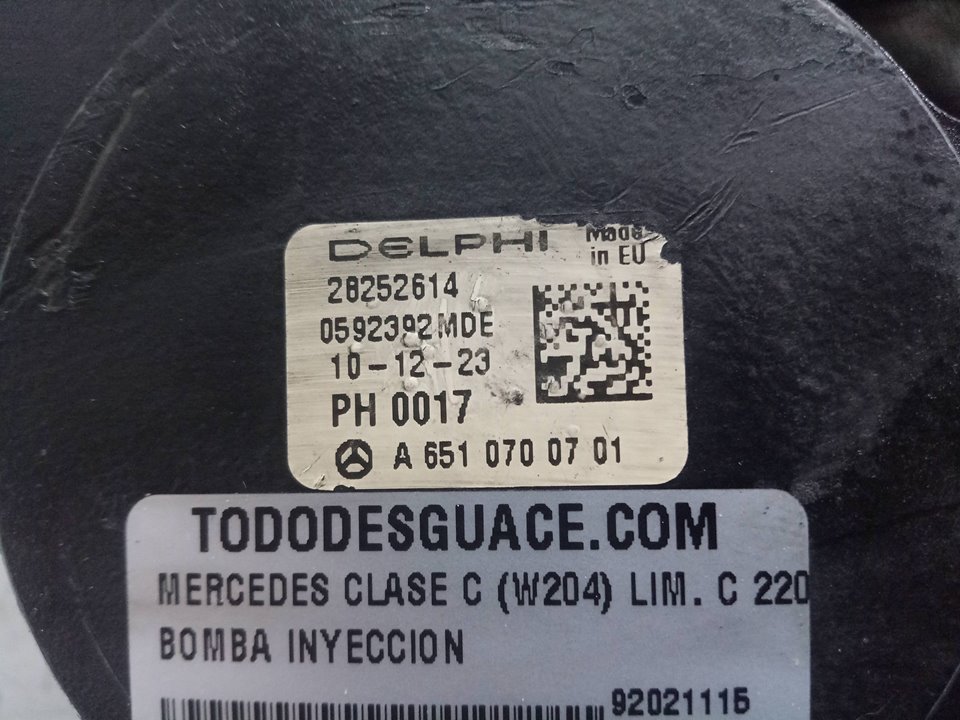 DELPHI
Made
in EU
28252614
0592392MDE
10-12-23
PH 0017
A 651 070 07 01
TODODESGUACE.COM
MERCEDES CLASE C (W204) LIM. C 220
BOMBA INYECCION
92021115